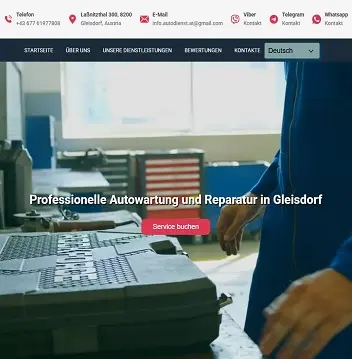 Telefon
+43 677 61977808
Laßnitzthal 300, 8200
Gleisdorf, Austria
E-Mail
info.autodienst.at@gmail.com
Viber
Kontakt
Telegram
Kontakt
Whatsapp
Kontakt
STARTSEITE ÜBER UNS UNSERE DIENSTLEISTUNGEN BEWERTUNGEN KONTAKTE Deutsch
Professionelle Autowartung und Reparatur in Gleisdorf
Service buchen